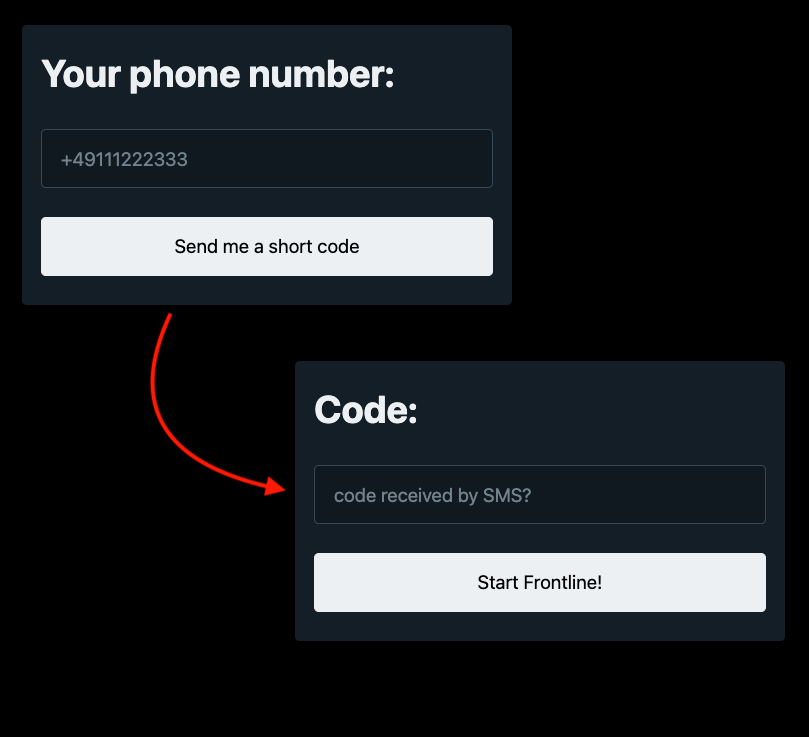 Your phone number:
+49111222333
Send me a short code
Code:
code received by SMS?
Start Frontline!